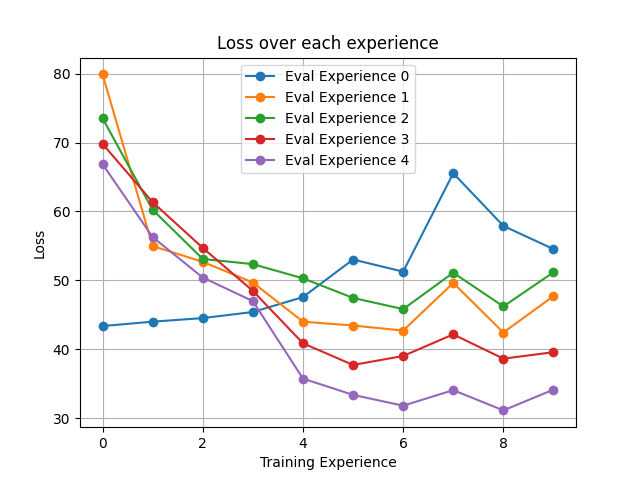 Loss over each experience
Eval Experience 0
Eval Experience 1
Eval Experience 2
Eval Experience 3
Eval Experience 4
80
70
60
50
40
30
Loss
0 2 4 6 8
Training Experience